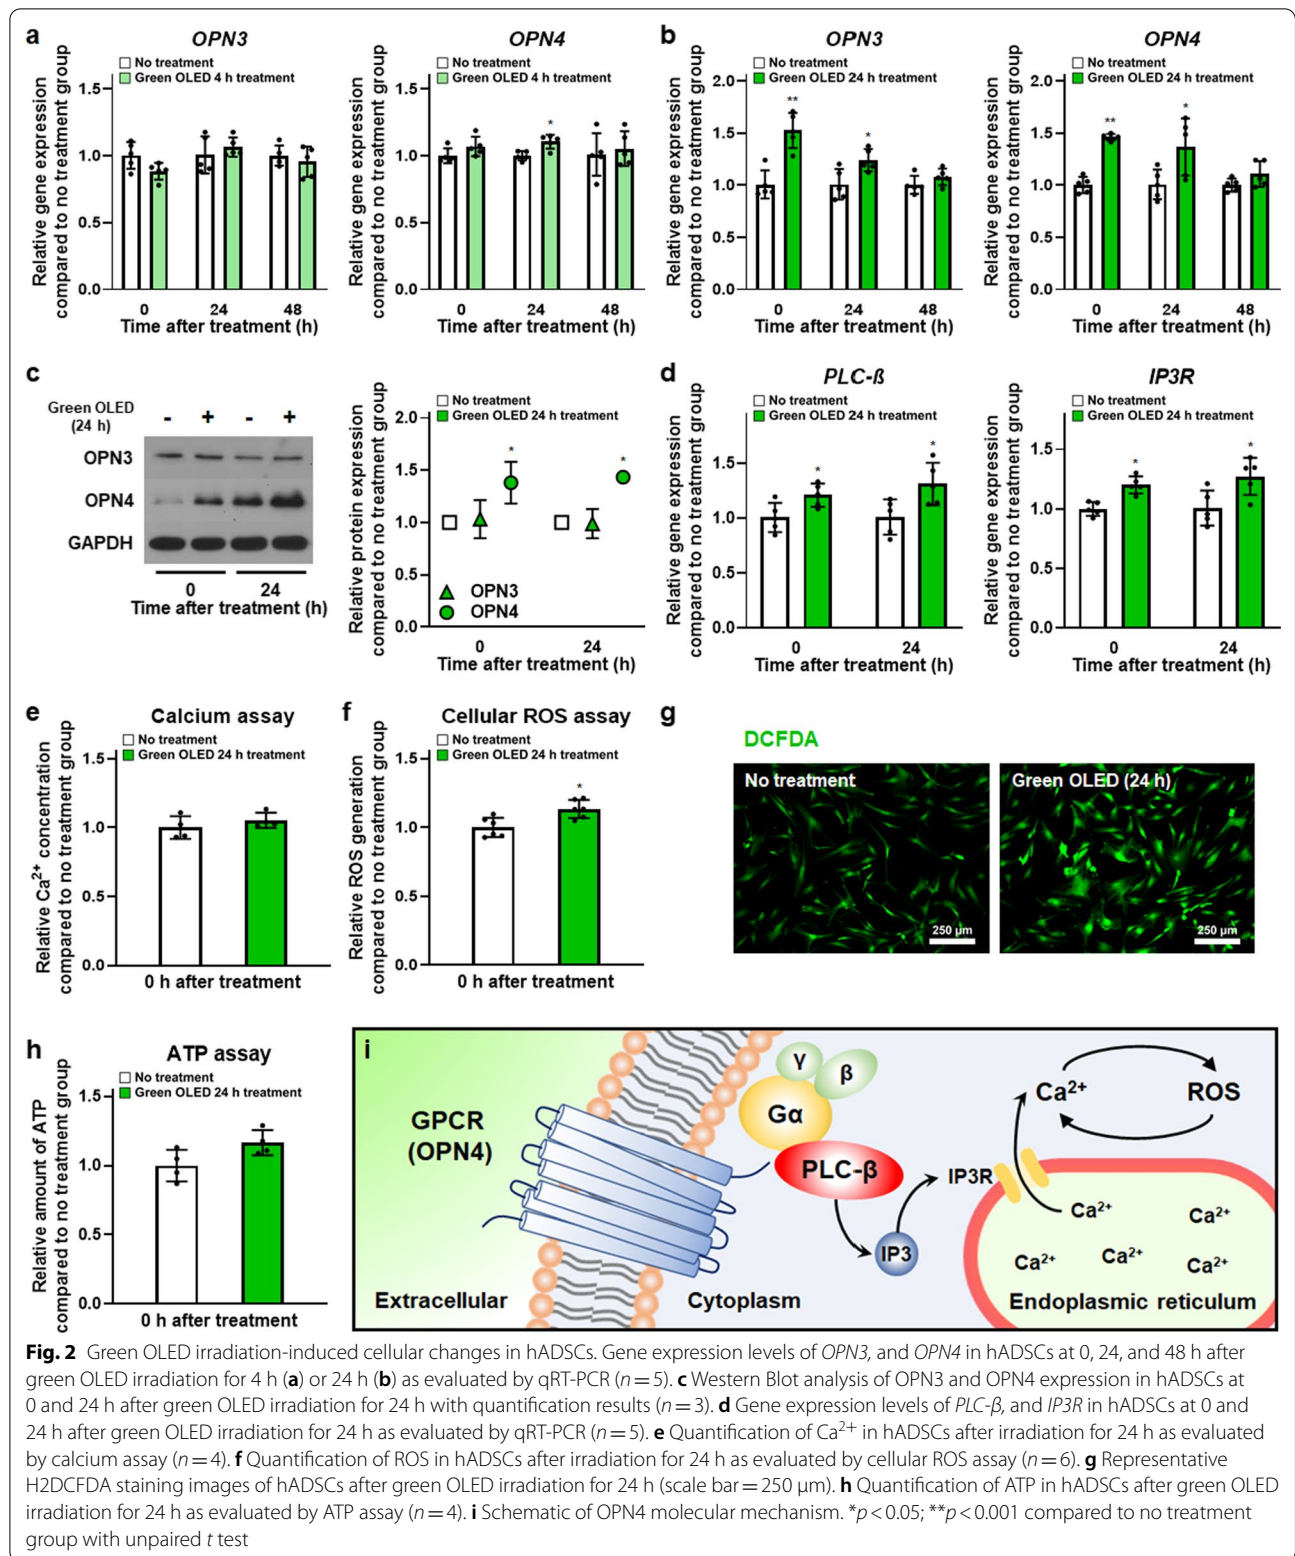 a
OPN3
No treatment
Green OLED 4 h treatment
Relative gene expression
compared to no treatment group
1.5
1.0
0.5
0.0
0 24 48
Time after treatment (h)
OPN4
No treatment
Green OLED 4 h treatment
Relative gene expression
compared to no treatment group
1.5
1.0
0.5
0.0
*
0 24 48
Time after treatment (h)
b
OPN3
No treatment
Green OLED 24 h treatment
Relative gene expression
compared to no treatment group
2.0
1.5
1.0
0.5
0.0
** *
0 24 48
Time after treatment (h)
OPN4
No treatment
Green OLED 24 h treatment
Relative gene expression
compared to no treatment group
2.0
1.5
1.0
0.5
0.0
** *
0 24 48
Time after treatment (h)
c
Green OLED
(24 h)
- + - +
OPN3
OPN4
GAPDH
0 24
Time after treatment (h)
No treatment
Green OLED 24 h treatment
Relative protein expression
compared to no treatment group
2.0
1.5
1.0
0.5
0.0
* *
OPN3
OPN4
0 24
Time after treatment (h)
d
PLC-ß
No treatment
Green OLED 24 h treatment
Relative gene expression
compared to no treatment group
2.0
1.5
1.0
0.5
0.0
* *
0 24
Time after treatment (h)
IP3R
No treatment
Green OLED 24 h treatment
Relative gene expression
compared to no treatment group
1.5
1.0
0.5
0.0
* *
0 24
Time after treatment (h)
e
Calcium assay
No treatment
Green OLED 24 h treatment
Relative Ca²⁺ concentration
compared to no treatment group
1.5
1.0
0.5
0.0
0 h after treatment
f
Cellular ROS assay
No treatment
Green OLED 24 h treatment
Relative ROS generation
compared to no treatment group
1.5
1.0
0.5
0.0
*
0 h after treatment
g
DCFDA
No treatment
250 µm
Green OLED (24 h)
250 µm
h
ATP assay
No treatment
Green OLED 24 h treatment
Relative amount of ATP
compared to no treatment group
1.5
1.0
0.5
0.0
0 h after treatment
i
GPCR
(OPN4)
γ
β
Gα
PLC-β
IP3
IP3R
Ca²⁺
ROS
Ca²⁺
Ca²⁺
Ca²⁺
Ca²⁺
Ca²⁺
Extracellular
Cytoplasm
Endoplasmic reticulum
Fig. 2 Green OLED irradiation-induced cellular changes in hADSCs. Gene expression levels of OPN3, and OPN4 in hADSCs at 0, 24, and 48 h after
green OLED irradiation for 4 h (a) or 24 h (b) as evaluated by qRT-PCR (n = 5). c Western Blot analysis of OPN3 and OPN4 expression in hADSCs at
0 and 24 h after green OLED irradiation for 24 h with quantification results (n = 3). d Gene expression levels of PLC-β, and IP3R in hADSCs at 0 and
24 h after green OLED irradiation for 24 h as evaluated by qRT-PCR (n = 5). e Quantification of Ca²⁺ in hADSCs after irradiation for 24 h as evaluated
by calcium assay (n = 4). f Quantification of ROS in hADSCs after irradiation for 24 h as evaluated by cellular ROS assay (n = 6). g Representative
H2DCFDA staining images of hADSCs after green OLED irradiation for 24 h (scale bar = 250 µm). h Quantification of ATP in hADSCs after green OLED
irradiation for 24 h as evaluated by ATP assay (n = 4). i Schematic of OPN4 molecular mechanism. *p < 0.05; **p < 0.001 compared to no treatment
group with unpaired t test